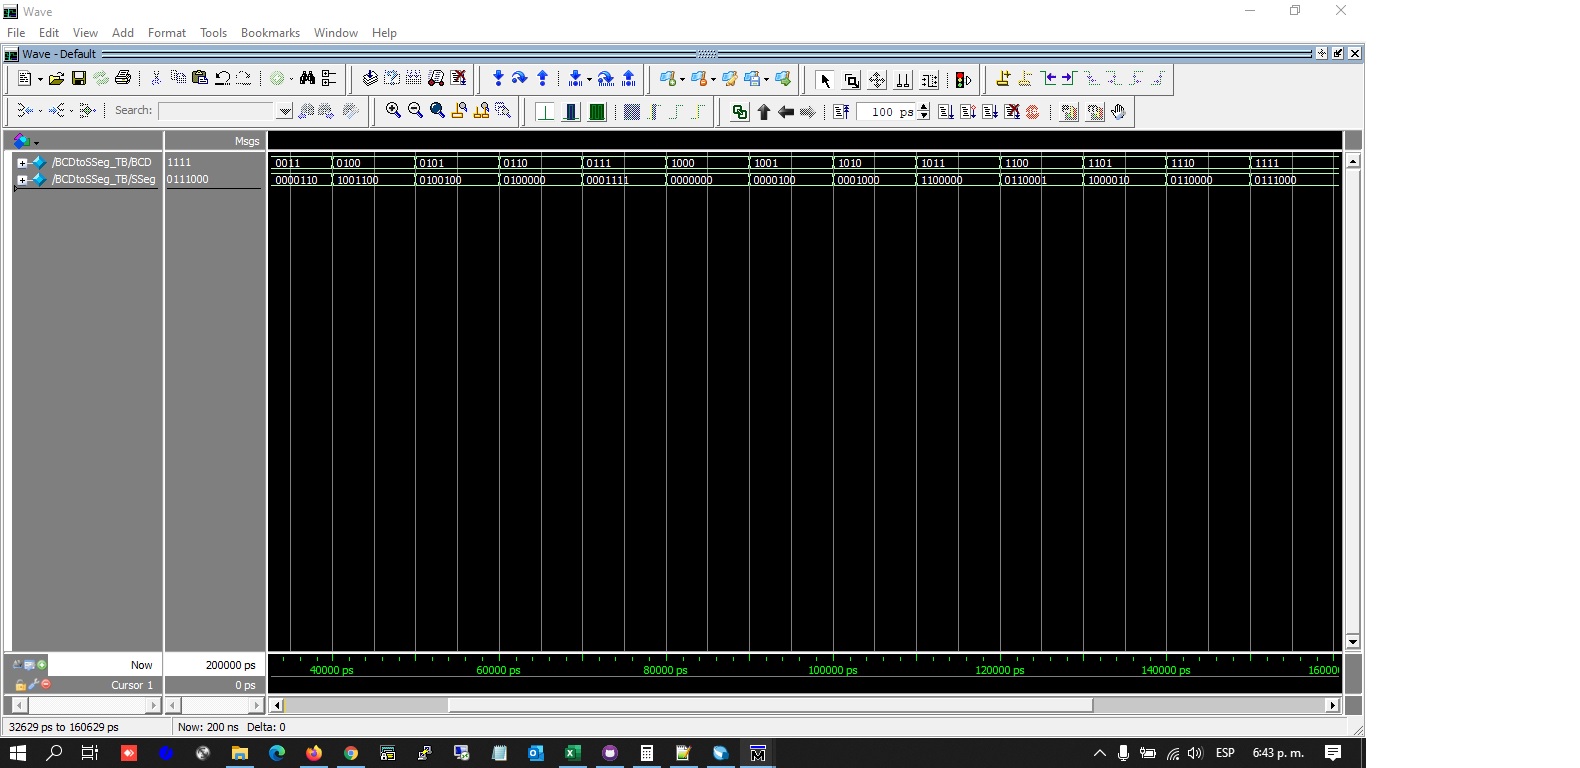 Wave
File Edit View Add Format Tools Bookmarks Window Help
Wave - Default
Search:
100 ps
Msgs
/BCDtoSSeg_TB/BCD 1111 0011 0100 0101 0110 0111 1000 1001 1010 1011 1100 1101 1110 1111
/BCDtoSSeg_TB/SSeg 0111000 0000110 1001100 0100100 0100000 0001111 0000000 0000100 0001000 1100000 0110001 1000010 0110000 0111000
Now 200000 ps 40000 ps 60000 ps 80000 ps 100000 ps 120000 ps 140000 ps 16000
Cursor 1 0 ps
32629 ps to 160629 ps Now: 200 ns Delta: 0
ESP 6:43 p. m.